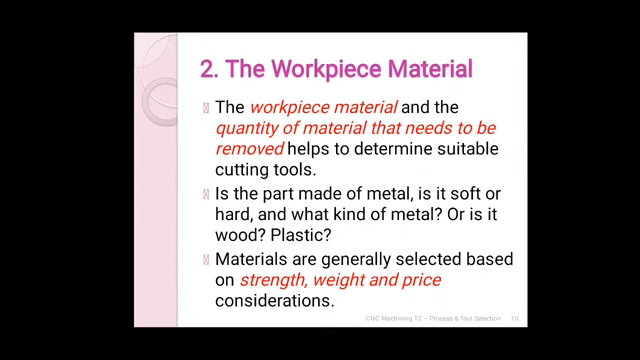 2. The Workpiece Material
The workpiece material and the
quantity of material that needs to be
removed helps to determine suitable
cutting tools.
Is the part made of metal, is it soft or
hard, and what kind of metal? Or is it
wood? Plastic?
Materials are generally selected based
on strength, weight and price
considerations.
CNC Machining 12 – Process & Tool Selection 10